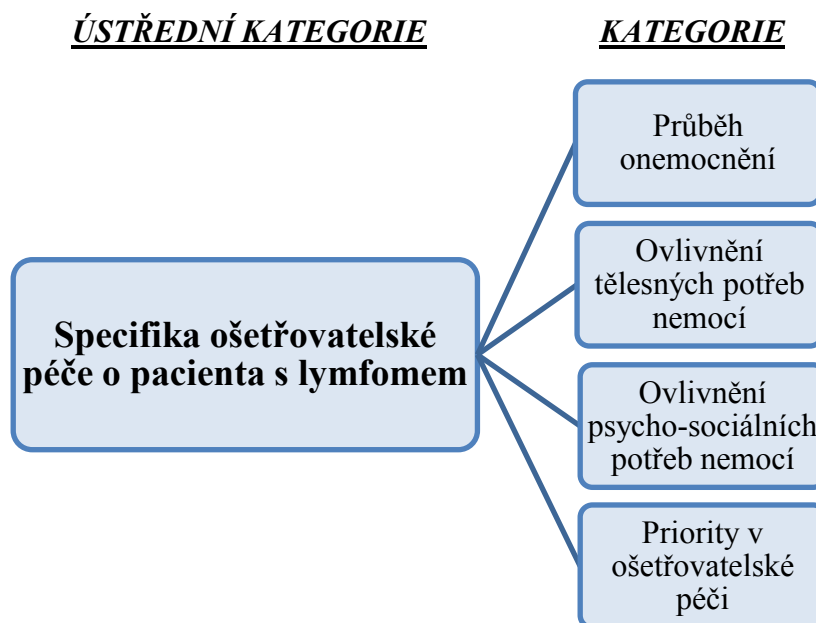 ÚSTŘEDNÍ KATEGORIE
KATEGORIE
Průběh
onemocnění
Ovlivnění
tělesných potřeb
nemocí
Specifika ošetřovatelské
péče o pacienta s lymfomem
Ovlivnění
psycho-sociálních
potřeb nemocí
Priority v
ošetřovatelské
péči